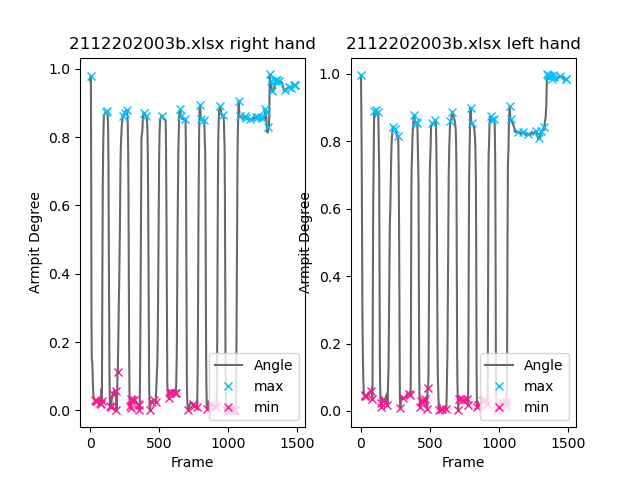 2112202003b.xlsx right hand
1.0
0.8
0.6
0.4
0.2
0.0
Armpit Degree
0
500
1000
1500
Frame
Angle
max
min
2112202003b.xlsx left hand
1.0
0.8
0.6
0.4
0.2
0.0
Armpit Degree
0
500
1000
1500
Frame
Angle
max
min